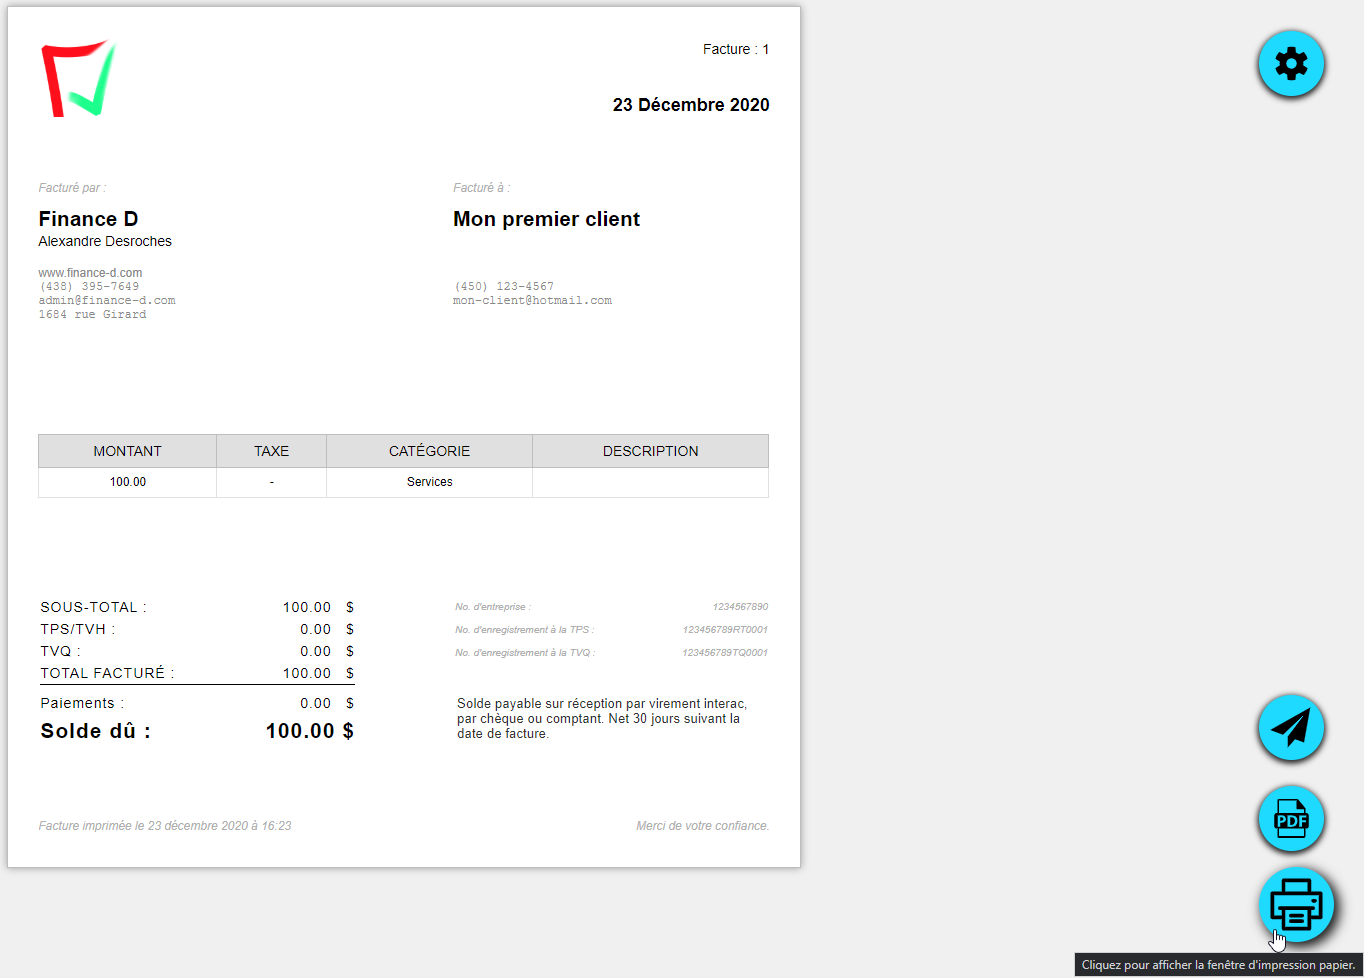 Facture : 1
23 Décembre 2020
Facturé par :
Facturé à :
Finance D
Mon premier client
Alexandre Desroches
www.finance-d.com
(438) 395-7649
(450) 123-4567
admin@finance-d.com
mon-client@hotmail.com
1684 rue Girard
MONTANT TAXE CATÉGORIE DESCRIPTION
100.00 - Services
SOUS-TOTAL : 100.00 $
TPS/TVH : 0.00 $
TVQ : 0.00 $
TOTAL FACTURÉ : 100.00 $
Paiements : 0.00 $
Solde dû : 100.00 $
No. d'entreprise : 1234567890
No. d'enregistrement à la TPS : 123456789RT0001
No. d'enregistrement à la TVQ : 123456789TQ0001
Solde payable sur réception par virement interac,
par chèque ou comptant. Net 30 jours suivant la
date de facture.
Facture imprimée le 23 décembre 2020 à 16:23
Merci de votre confiance.
PDF
Cliquez pour afficher la fenêtre d'impression papier.